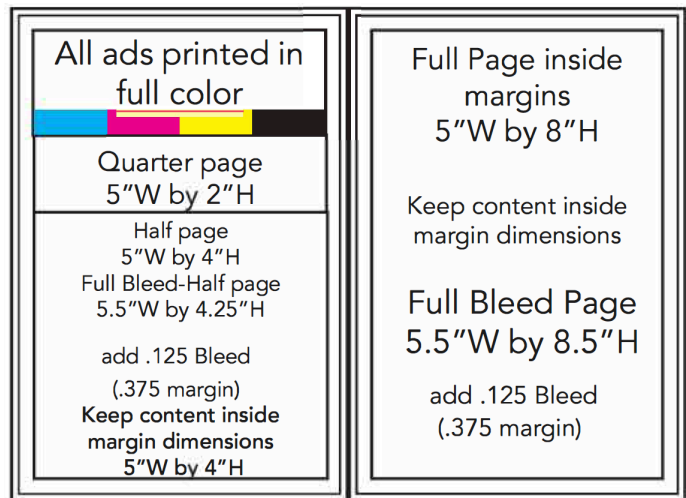 All ads printed in
full color
Quarter page
5”W by 2”H
Half page
5”W by 4”H
Full Bleed-Half page
5.5”W by 4.25”H
add .125 Bleed
(.375 margin)
Keep content inside
margin dimensions
5”W by 4”H
Full Page inside
margins
5”W by 8”H
Keep content inside
margin dimensions
Full Bleed Page
5.5”W by 8.5”H
add .125 Bleed
(.375 margin)